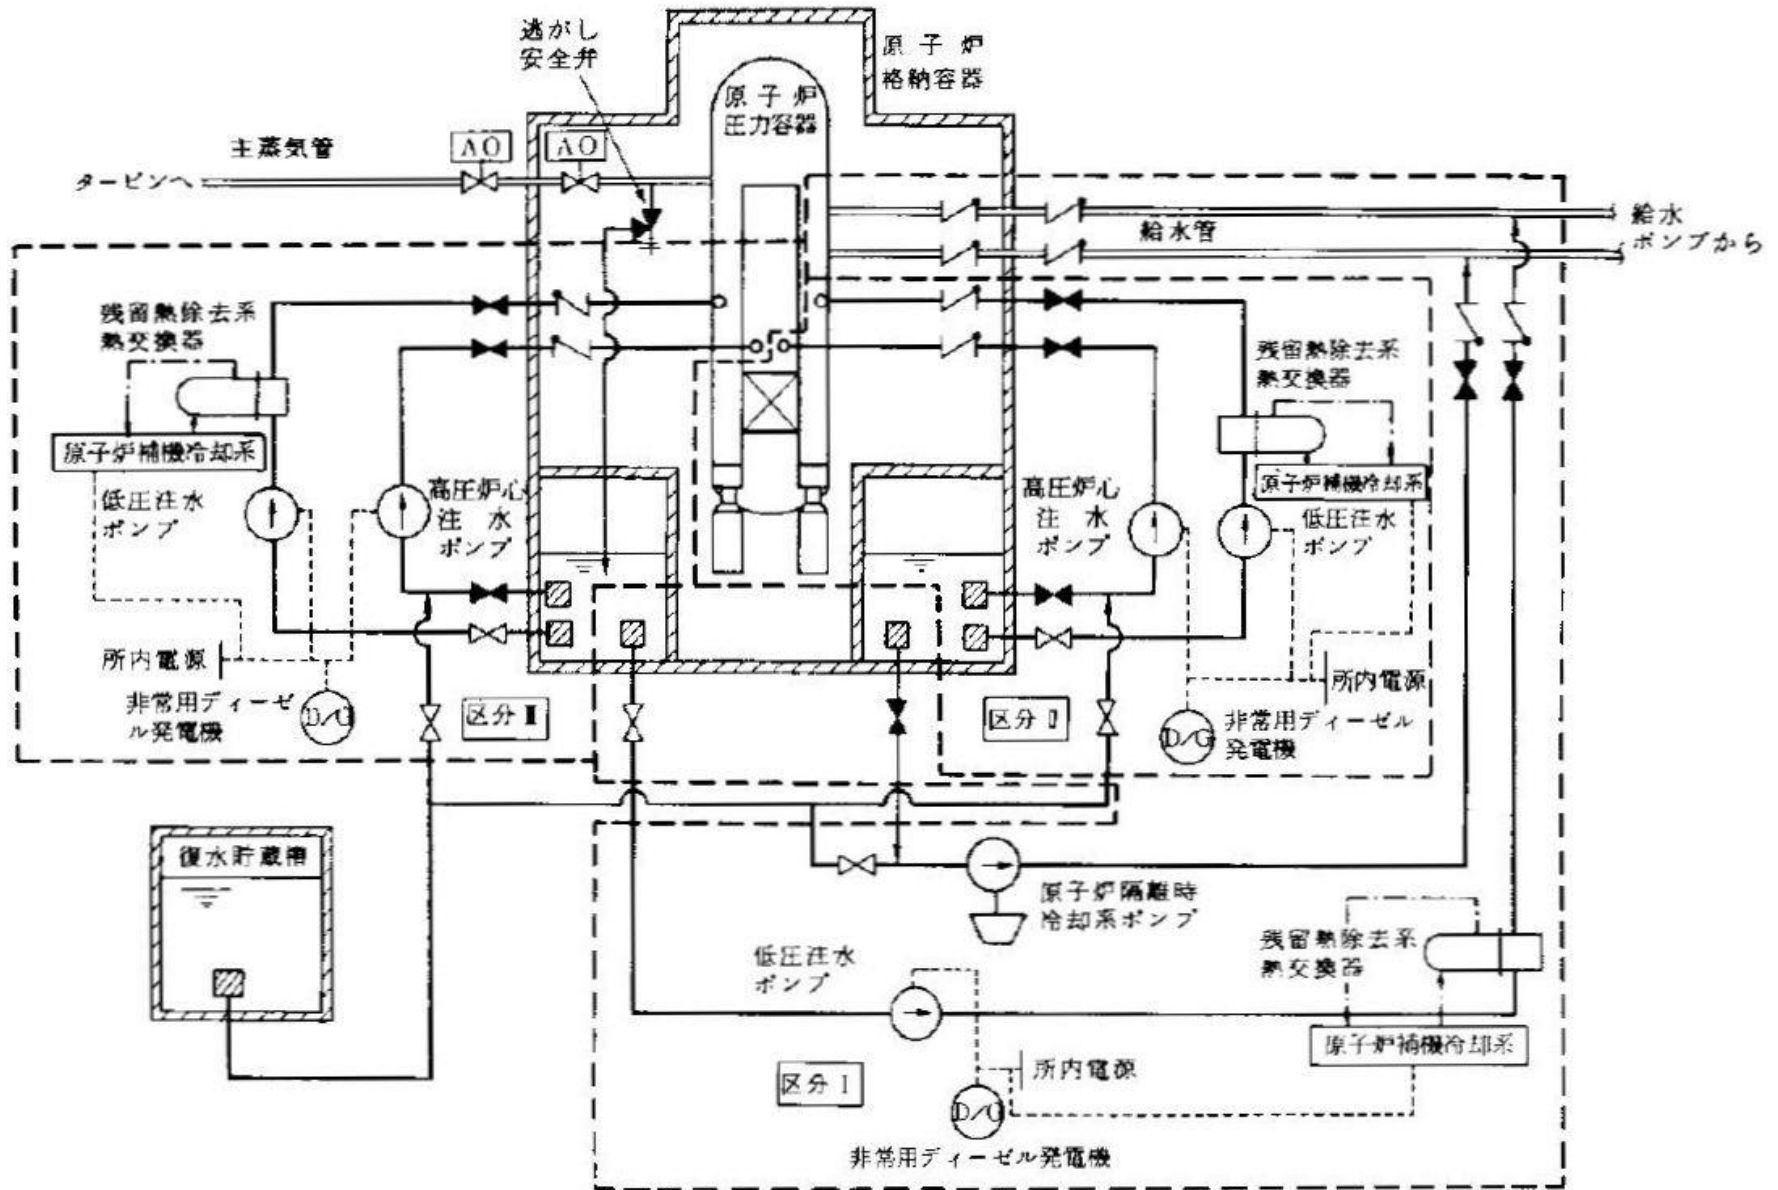 逃がし
安全弁
原子炉
格納容器
原子炉
圧力容器
主蒸気管
AO
AO
タービンへ
給水
ポンプから
給水管
残留熱除去系
熱交換器
原子炉補機冷却系
低圧注水
ポンプ
高圧炉心
注水
ポンプ
高圧炉心
注水
ポンプ
残留熱除去系
熱交換器
原子炉補機冷却系
低圧注水
ポンプ
所内電源
非常用ディーゼ
ル発電機
D/G
区分Ⅲ
区分Ⅱ
D/G
所内電源
非常用ディーゼル
発電機
復水貯蔵槽
原子炉隔離時
冷却系ポンプ
低圧注水
ポンプ
残留熱除去系
熱交換器
原子炉補機冷却系
区分Ⅰ
所内電源
D/G
非常用ディーゼル発電機